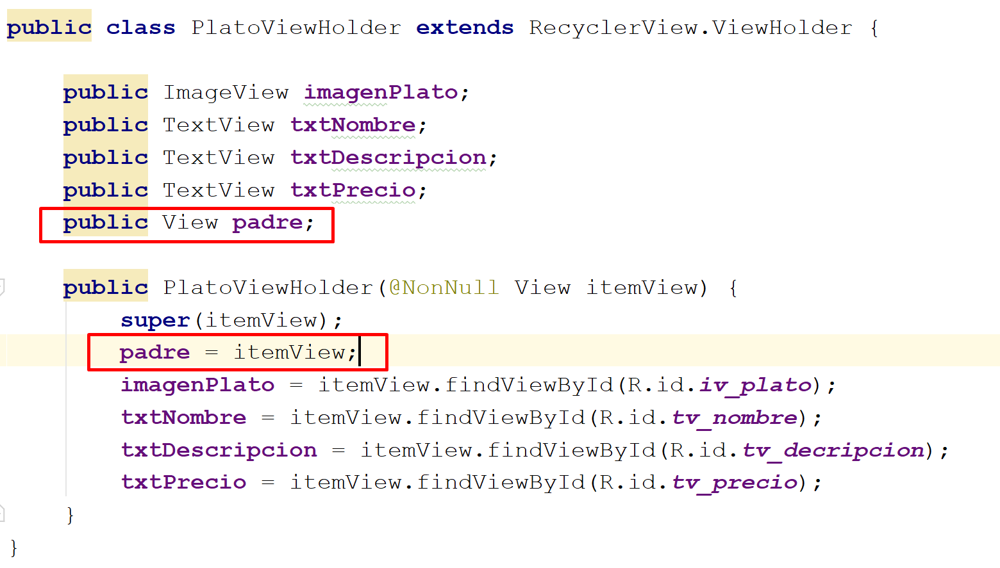 public class PlatoViewHolder extends RecyclerView.ViewHolder {
public ImageView imagenPlato;
public TextView txtNombre;
public TextView txtDescripcion;
public TextView txtPrecio;
public View padre;
public PlatoViewHolder(@NonNull View itemView) {
super(itemView);
padre = itemView;
imagenPlato = itemView.findViewById(R.id.iv_plato);
txtNombre = itemView.findViewById(R.id.tv_nombre);
txtDescripcion = itemView.findViewById(R.id.tv_decripcion);
txtPrecio = itemView.findViewById(R.id.tv_precio);
}
}